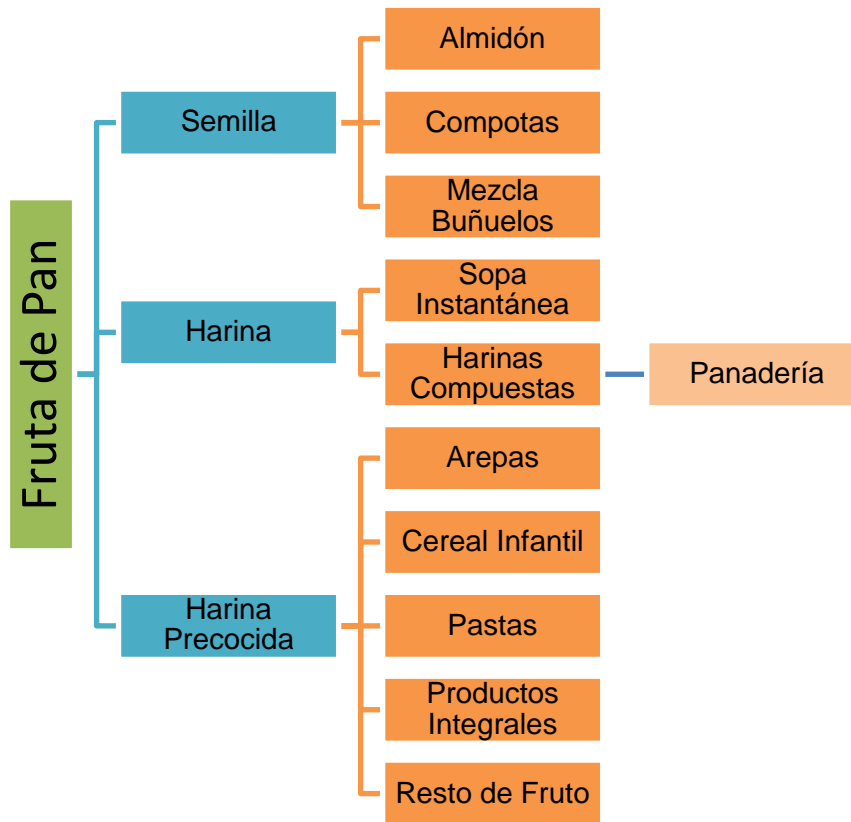 Fruta de Pan
Semilla
Almidón
Compotas
Mezcla
Buñuelos
Harina
Sopa
Instantánea
Harinas
Compuestas
Panadería
Harina
Precocida
Arepas
Cereal Infantil
Pastas
Productos
Integrales
Resto de Fruto